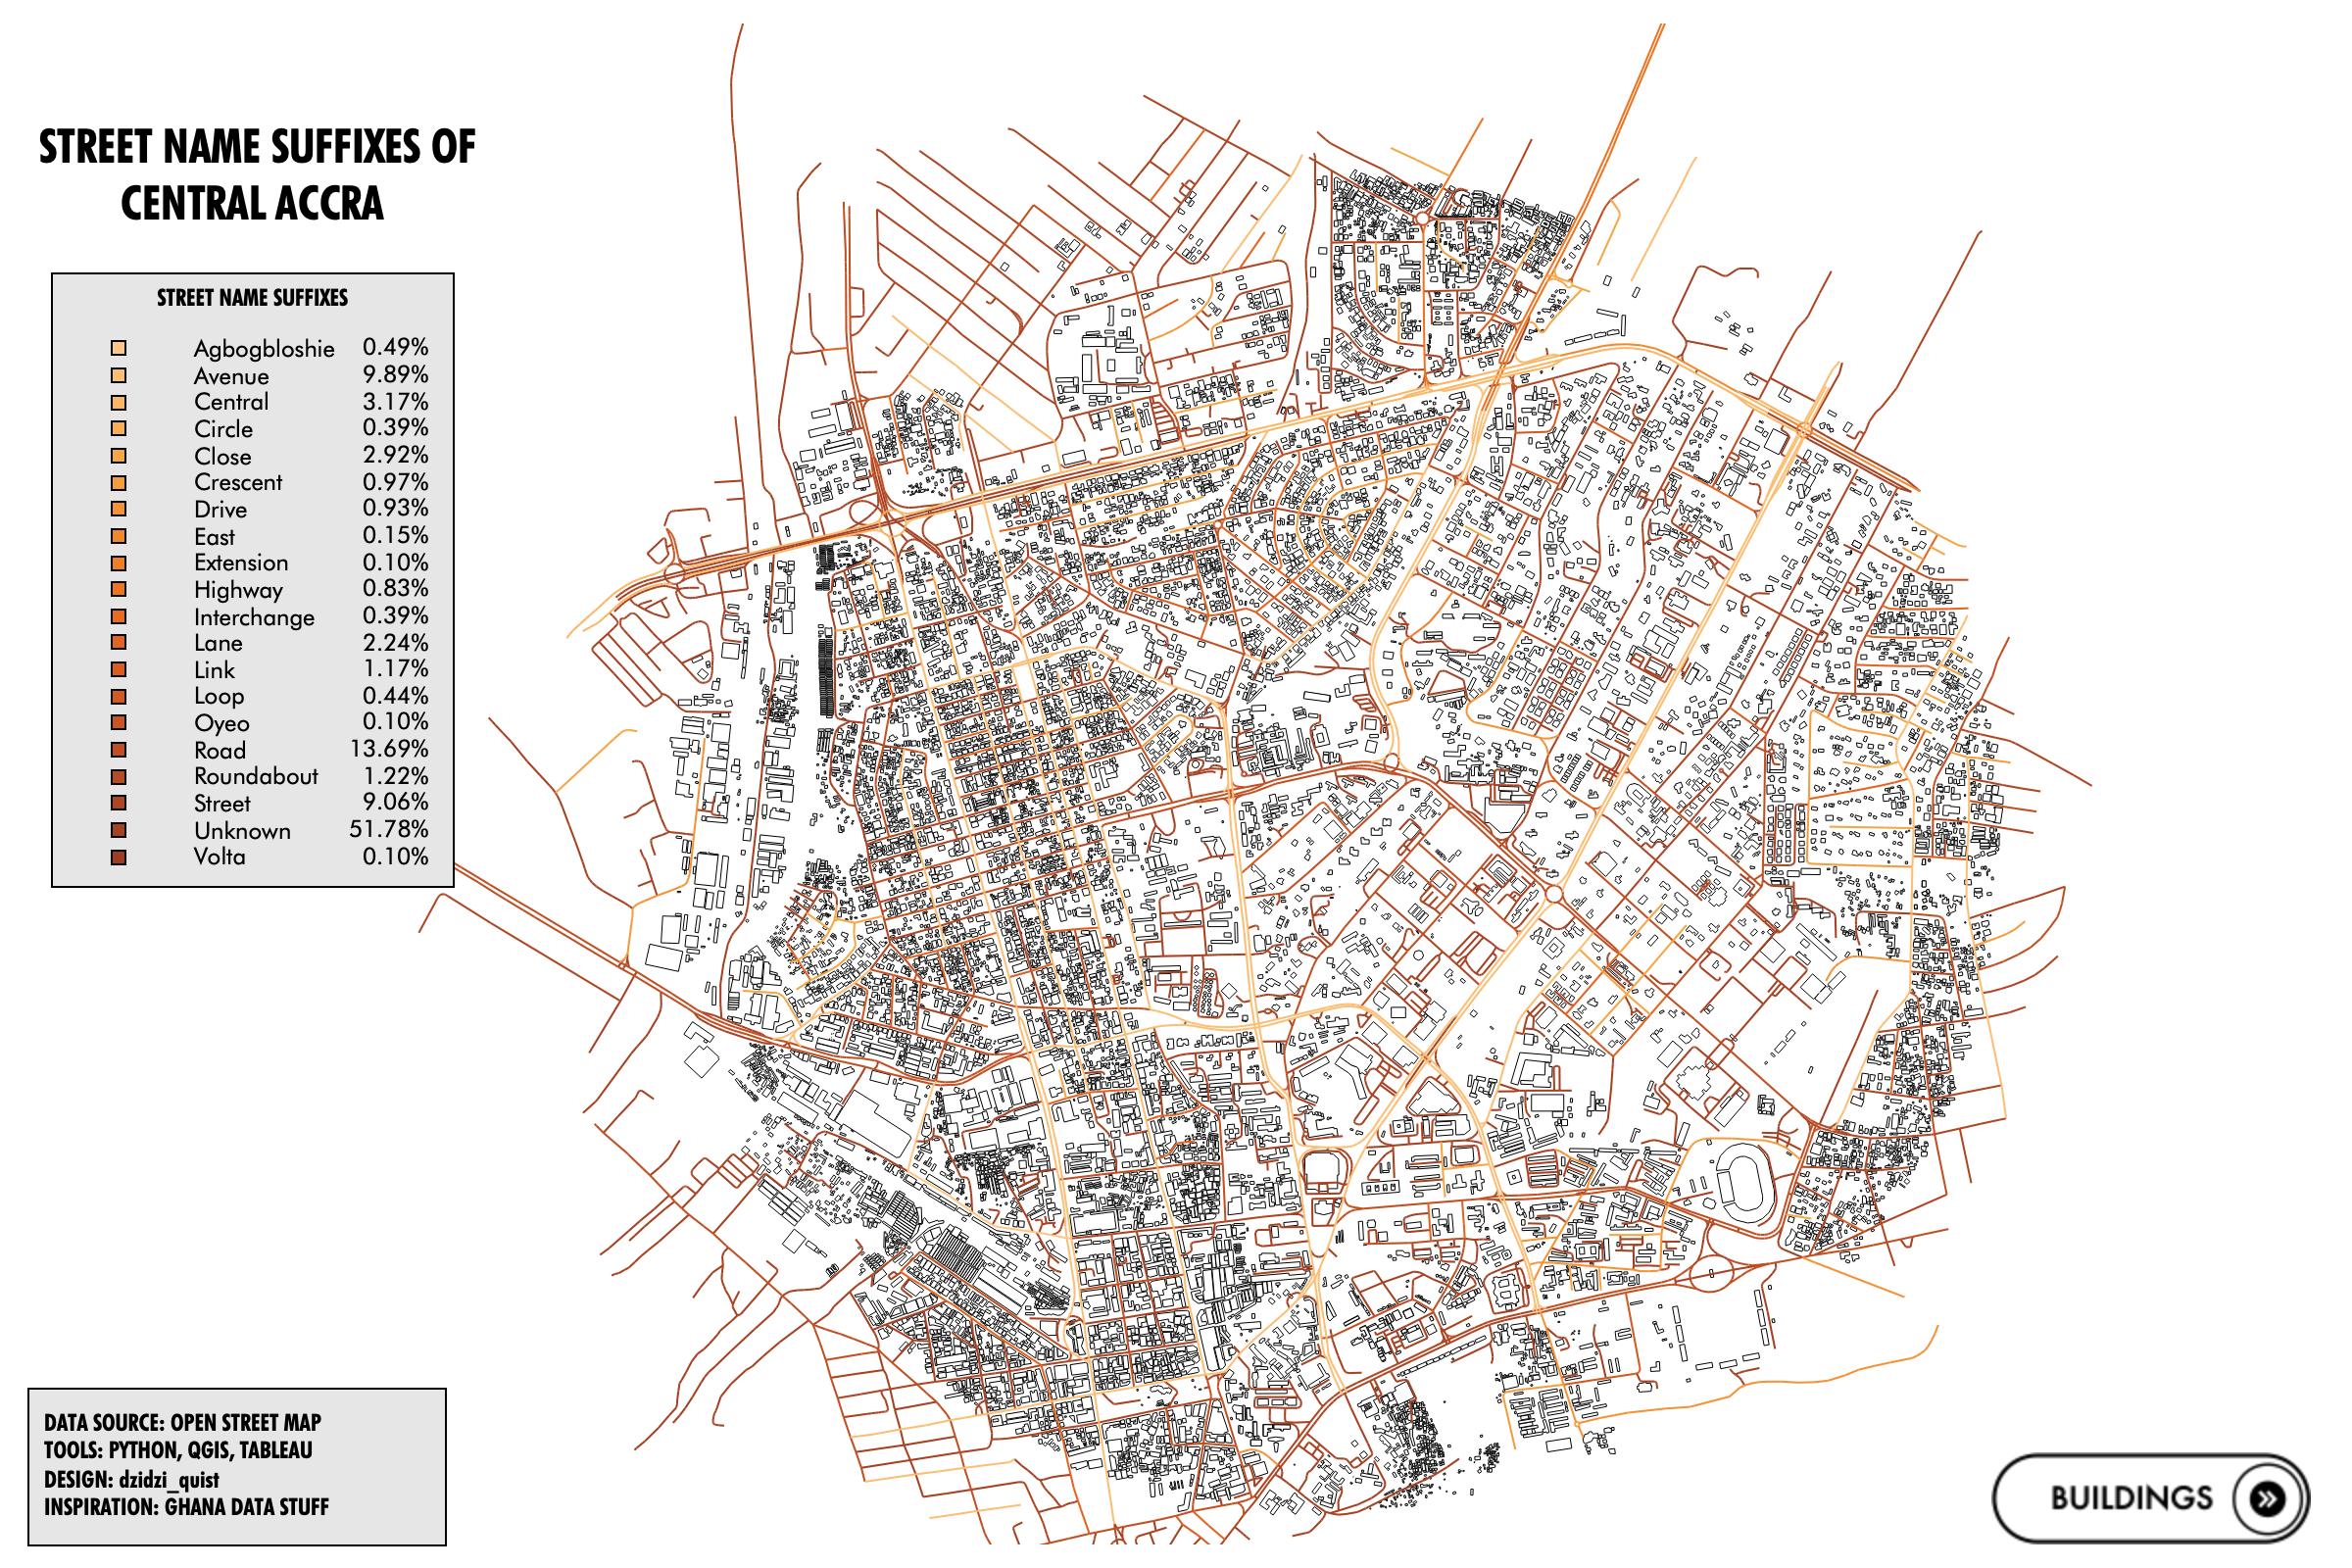 STREET NAME SUFFIXES OF
CENTRAL ACCRA
STREET NAME SUFFIXES
Agbogbloshie 0.49%
Avenue 9.89%
Central 3.17%
Circle 0.39%
Close 2.92%
Crescent 0.97%
Drive 0.93%
East 0.15%
Extension 0.10%
Highway 0.83%
Interchange 0.39%
Lane 2.24%
Link 1.17%
Loop 0.44%
Oyeo 0.10%
Road 13.69%
Roundabout 1.22%
Street 9.06%
Unknown 51.78%
Volta 0.10%
DATA SOURCE: OPEN STREET MAP
TOOLS: PYTHON, QGIS, TABLEAU
DESIGN: dzidzi_quist
INSPIRATION: GHANA DATA STUFF
BUILDINGS